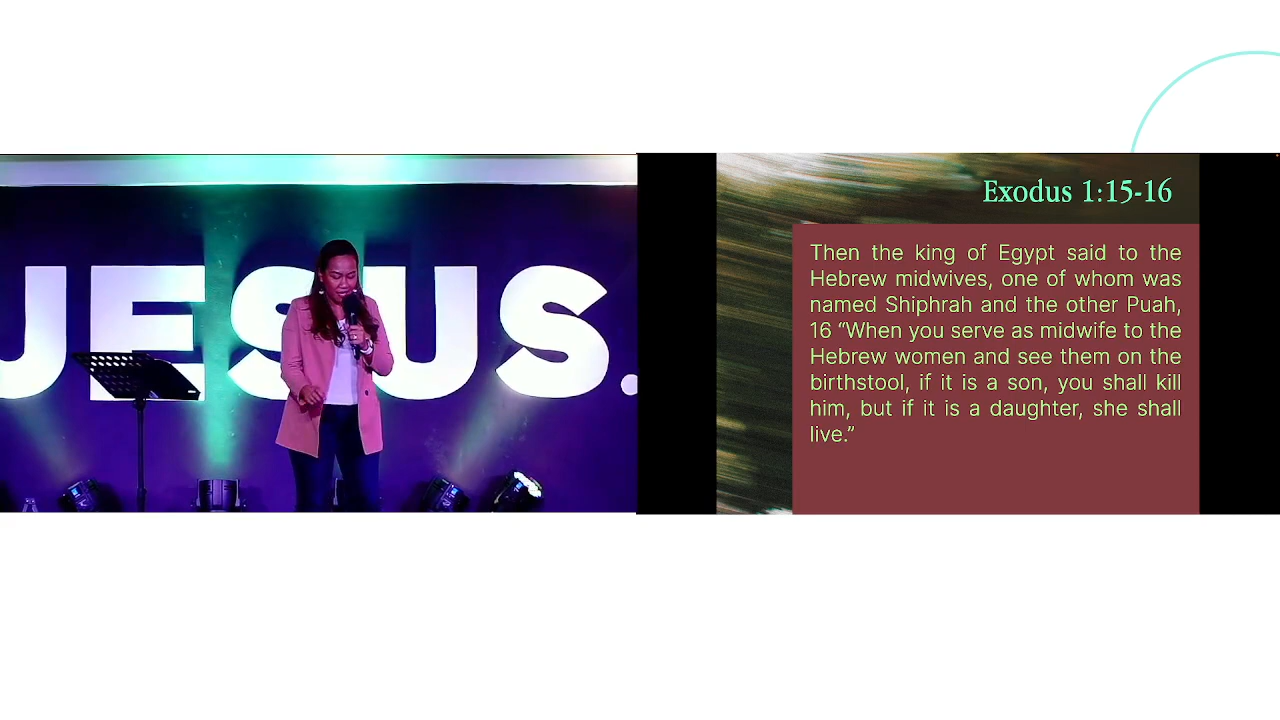 JESUS.
Exodus 1:15-16
Then the king of Egypt said to the
Hebrew midwives, one of whom was
named Shiphrah and the other Puah,
16 “When you serve as midwife to the
Hebrew women and see them on the
birthstool, if it is a son, you shall kill
him, but if it is a daughter, she shall
live.”